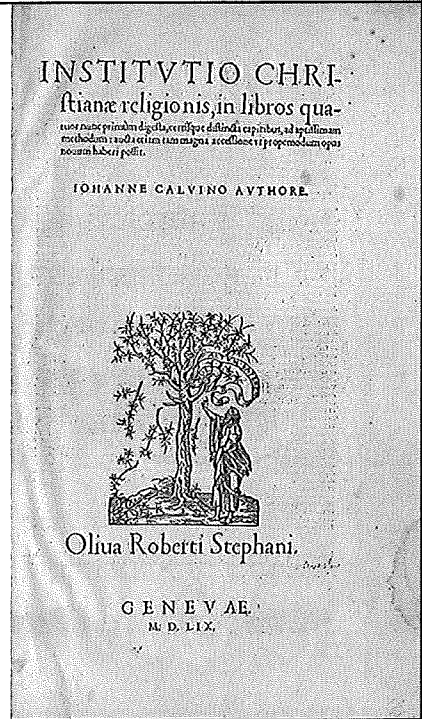 INSTITVTIO CHRI-
stianæ religionis, in libros qua-
tuor nunc primùm digesta, certisque distincta capitibus, ad aptissimam
methodum: aucta etiam tam magna accessione vt propemodum opus
nouum haberi possit.
IOHANNE CALVINO AVTHORE.
Oliua Roberti Stephani.
GENEVAE.
M. D. LIX.